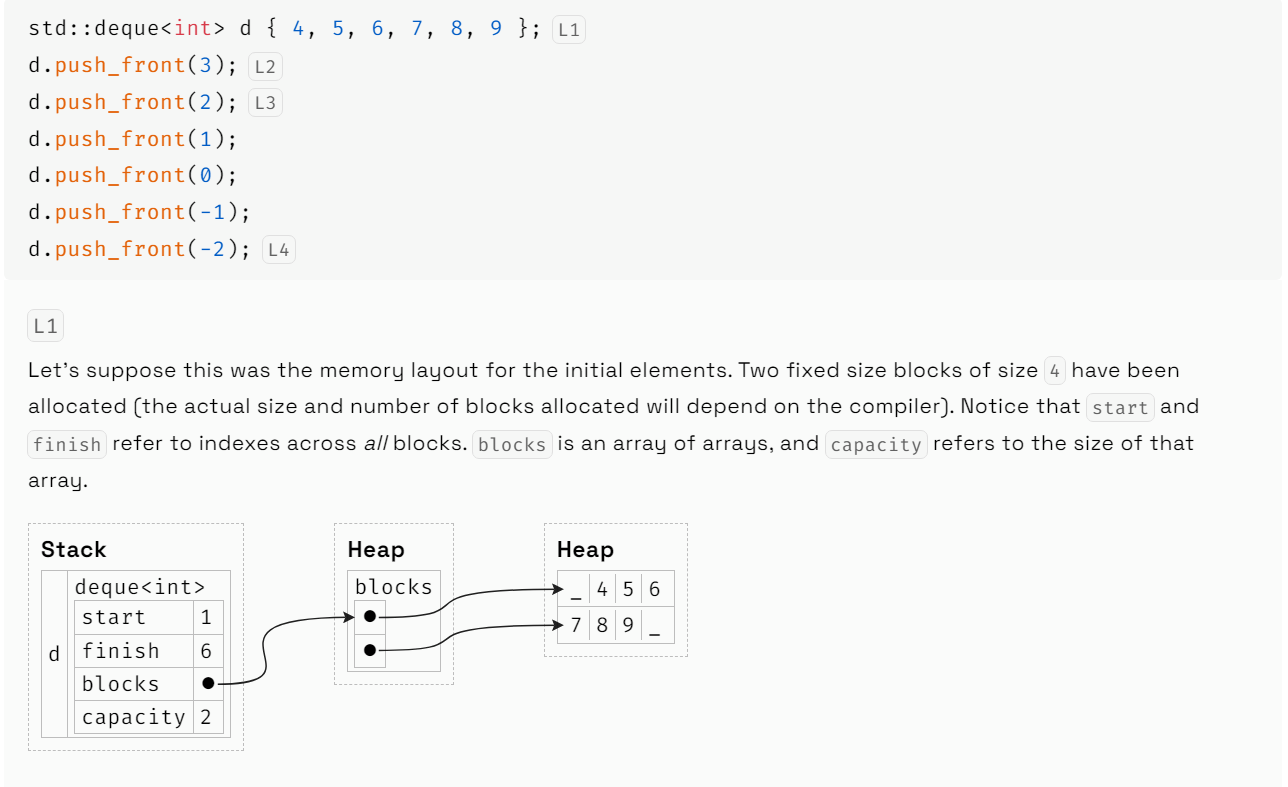 std::deque<int> d { 4, 5, 6, 7, 8, 9 }; L1
d.push_front(3); L2
d.push_front(2); L3
d.push_front(1);
d.push_front(0);
d.push_front(-1);
d.push_front(-2); L4
L1
Let's suppose this was the memory layout for the initial elements. Two fixed size blocks of size 4 have been
allocated (the actual size and number of blocks allocated will depend on the compiler). Notice that start and
finish refer to indexes across all blocks. blocks is an array of arrays, and capacity refers to the size of that
array.
Stack
d
deque<int>
start 1
finish 6
blocks
capacity 2
Heap
blocks
Heap
_ 4 5 6
7 8 9 _